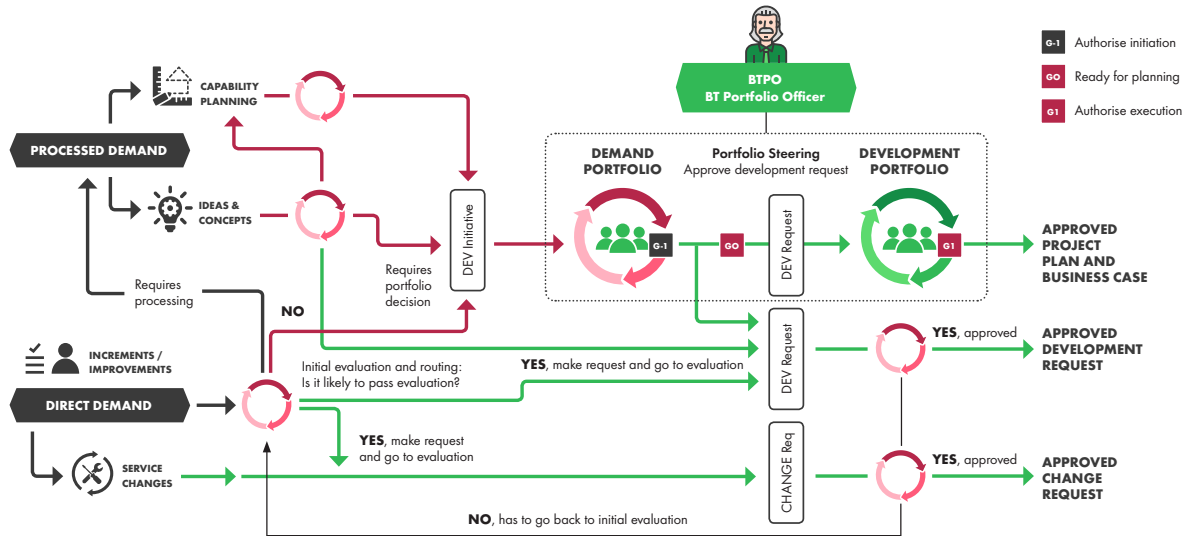 BTPO
BT Portfolio Officer
G-1 Authorise initiation
GO Ready for planning
G1 Authorise execution
CAPABILITY
PLANNING
PROCESSED DEMAND
IDEAS &
CONCEPTS
DEV Initiative
Requires
portfolio
decision
DEMAND
PORTFOLIO
Portfolio Steering
Approve development request
DEVELOPMENT
PORTFOLIO
G-1
GO
DEV Request
G1
APPROVED
PROJECT
PLAN AND
BUSINESS CASE
Requires
processing
NO
INCREMENTS /
IMPROVEMENTS
DIRECT DEMAND
Initial evaluation and routing:
Is it likely to pass evaluation?
YES, make request and go to evaluation
DEV Request
YES, approved
APPROVED
DEVELOPMENT
REQUEST
YES, make request
and go to evaluation
SERVICE
CHANGES
CHANGE Req
YES, approved
APPROVED
CHANGE
REQUEST
NO, has to go back to initial evaluation